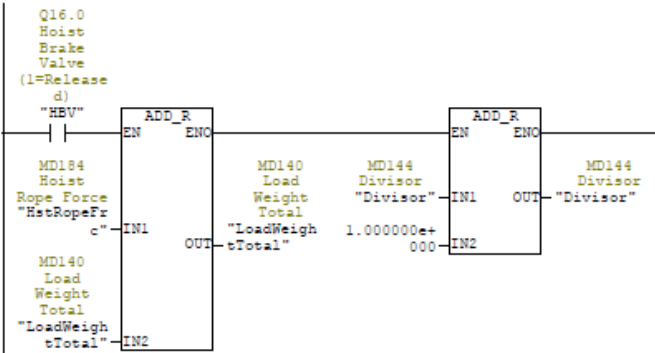 Q16.0
Hoist
Brake
Valve
(1=Release
d)
"HBV"
ADD_R
EN ENO
MD184
Hoist
Rope Force
"HstRopeFr
c"
IN1
MD140
Load
Weight
Total
"LoadWeigh
tTotal"
IN2
OUT
MD140
Load
Weight
Total
"LoadWeigh
tTotal"
ADD_R
EN ENO
MD144
Divisor
"Divisor"
IN1
1.000000e+
000
IN2
OUT
MD144
Divisor
"Divisor"